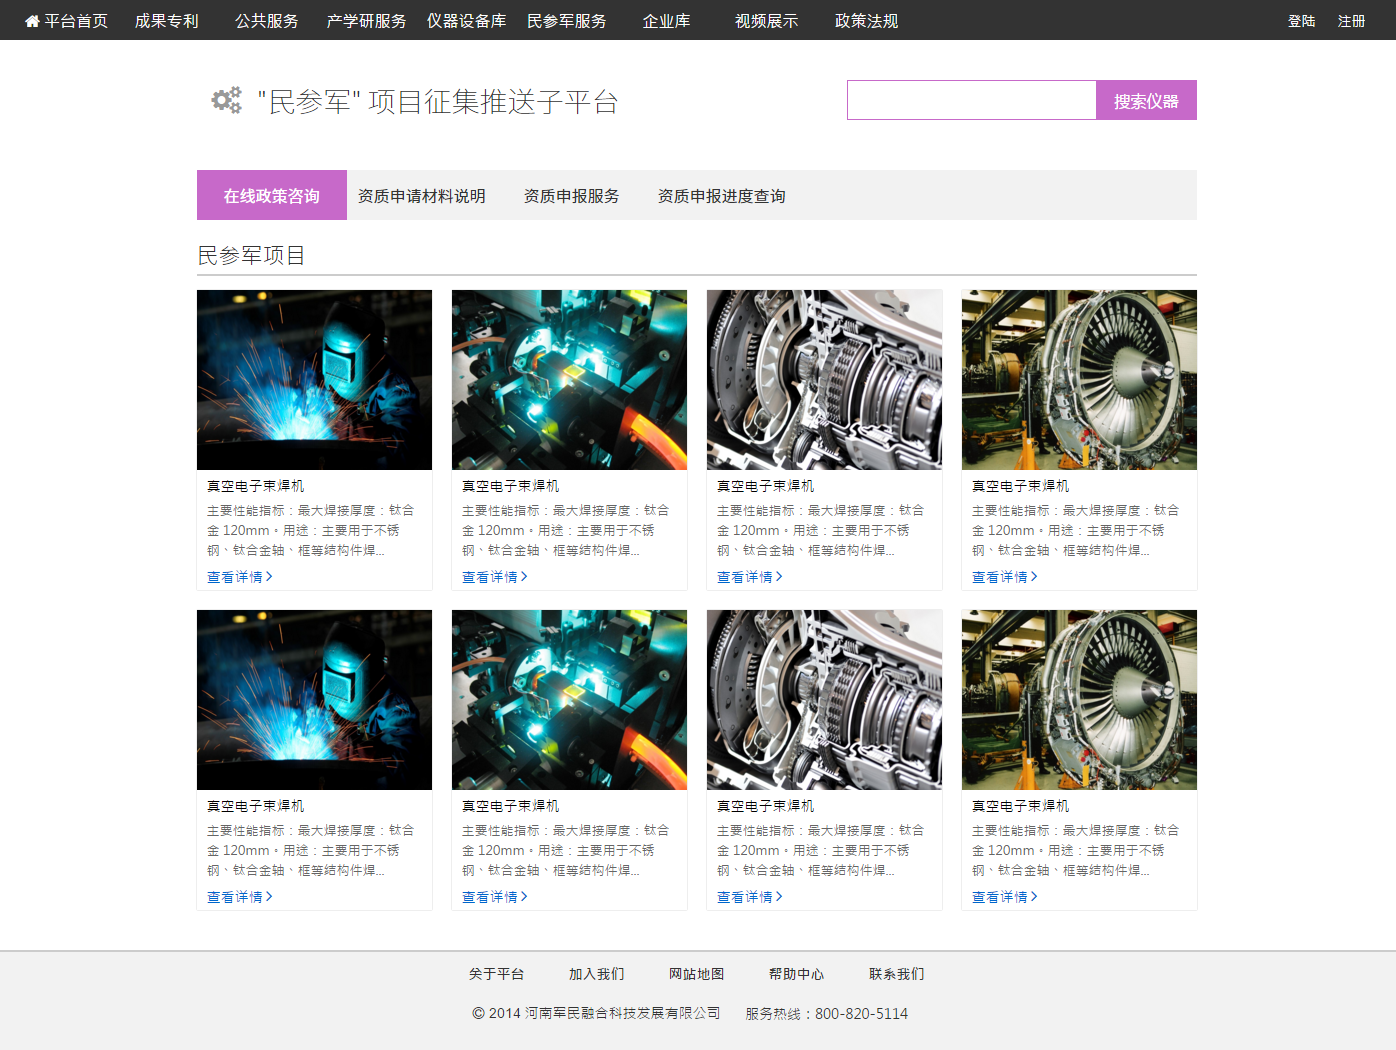 平台首页 成果专利 公共服务 产学研服务 仪器设备库 民参军服务 企业库 视频展示 政策法规 登陆 注册
"民参军" 项目征集推送子平台 搜索仪器
在线政策咨询 资质申请材料说明 资质申报服务 资质申报进度查询
民参军项目
真空电子束焊机 真空电子束焊机 真空电子束焊机 真空电子束焊机
主要性能指标：最大焊接厚度：钛合 主要性能指标：最大焊接厚度：钛合 主要性能指标：最大焊接厚度：钛合 主要性能指标：最大焊接厚度：钛合
金 120mm。用途：主要用于不锈 金 120mm。用途：主要用于不锈 金 120mm。用途：主要用于不锈 金 120mm。用途：主要用于不锈
钢、钛合金轴、框等结构件焊... 钢、钛合金轴、框等结构件焊... 钢、钛合金轴、框等结构件焊... 钢、钛合金轴、框等结构件焊...
查看详情 查看详情 查看详情 查看详情
真空电子束焊机 真空电子束焊机 真空电子束焊机 真空电子束焊机
主要性能指标：最大焊接厚度：钛合 主要性能指标：最大焊接厚度：钛合 主要性能指标：最大焊接厚度：钛合 主要性能指标：最大焊接厚度：钛合
金 120mm。用途：主要用于不锈 金 120mm。用途：主要用于不锈 金 120mm。用途：主要用于不锈 金 120mm。用途：主要用于不锈
钢、钛合金轴、框等结构件焊... 钢、钛合金轴、框等结构件焊... 钢、钛合金轴、框等结构件焊... 钢、钛合金轴、框等结构件焊...
查看详情 查看详情 查看详情 查看详情
关于平台 加入我们 网站地图 帮助中心 联系我们
© 2014 河南军民融合科技发展有限公司 服务热线：800-820-5114